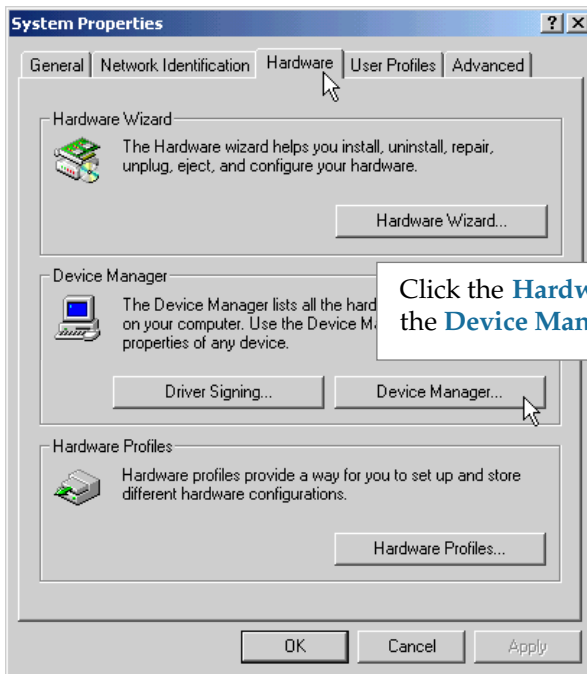 System Properties
General Network Identification Hardware User Profiles Advanced
Hardware Wizard
The Hardware wizard helps you install, uninstall, repair,
unplug, eject, and configure your hardware.
Hardware Wizard...
Device Manager
The Device Manager lists all the hard
on your computer. Use the Device M
properties of any device.
Click the Hardw
the Device Man
Driver Signing... Device Manager...
Hardware Profiles
Hardware profiles provide a way for you to set up and store
different hardware configurations.
Hardware Profiles...
OK Cancel Apply